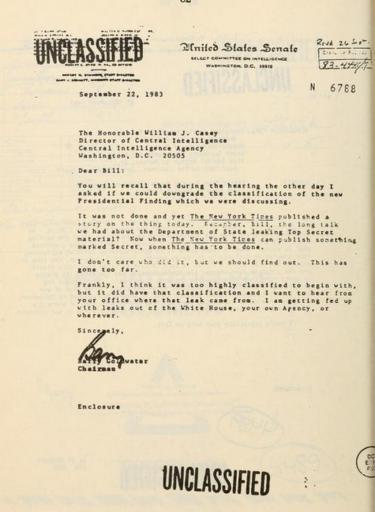 UNCLASSIFIED
United States Senate
SELECT COMMITTEE ON INTELLIGENCE
WASHINGTON, D.C. 20510
N 6768
September 22, 1983
The Honorable William J. Casey
Director of Central Intelligence
Central Intelligence Agency
Washington, D.C. 20505
Dear Bill:
You will recall that during the hearing the other day I
asked if we could downgrade the classification of the new
Presidential Finding which we were discussing.
It was not done and yet The New York Times published a
story on the thing today. Remember, Bill, the long talk
we had about the Department of State leaking Top Secret
material? Now when The New York Times can publish something
marked Secret, something has to be done.
I don't care who did it, but we should find out. This has
gone too far.
Frankly, I think it was too highly classified to begin with,
but it did have that classification and I want to hear from
your office where that leak came from. I am getting fed up
with leaks out of the White House, your own Agency, or
wherever.
Sincerely,
Barry
Barry Goldwater
Chairman
Enclosure
UNCLASSIFIED